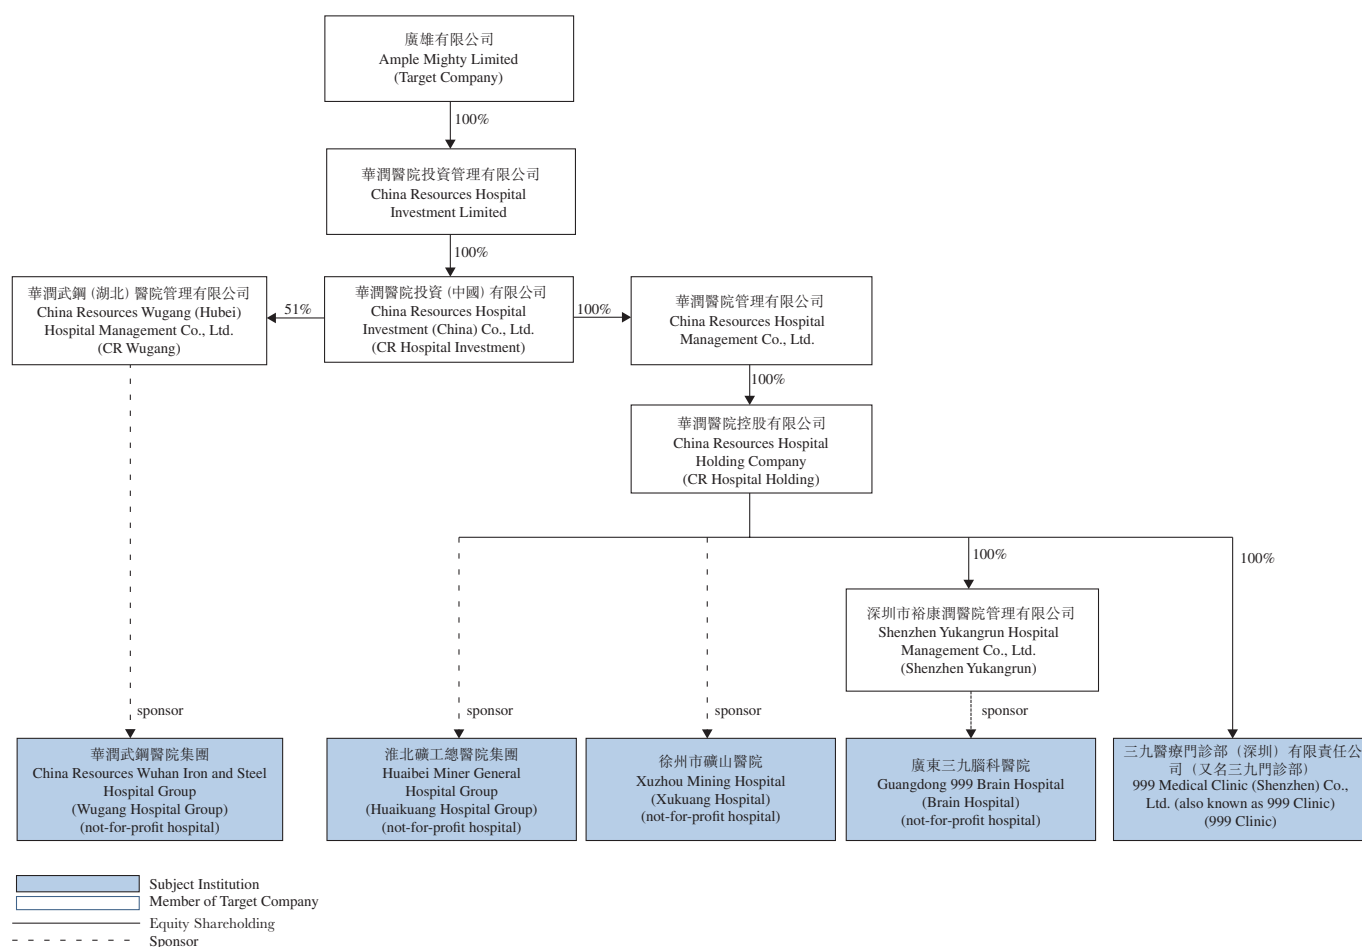 廣雄有限公司
Ample Mighty Limited
(Target Company)
100%
華潤醫院投資管理有限公司
China Resources Hospital
Investment Limited
100%
華潤武鋼 (湖北) 醫院管理有限公司
China Resources Wugang (Hubei)
Hospital Management Co., Ltd.
(CR Wugang)
51%
華潤醫院投資 (中國) 有限公司
China Resources Hospital
Investment (China) Co., Ltd.
(CR Hospital Investment)
100%
華潤醫院管理有限公司
China Resources Hospital
Management Co., Ltd.
100%
華潤醫院控股有限公司
China Resources Hospital
Holding Company
(CR Hospital Holding)
100%
100%
深圳市裕康潤醫院管理有限公司
Shenzhen Yukangrun Hospital
Management Co., Ltd.
(Shenzhen Yukangrun)
sponsor
sponsor
sponsor
sponsor
華潤武鋼醫院集團
China Resources Wuhan Iron and Steel
Hospital Group
(Wugang Hospital Group)
(not-for-profit hospital)
淮北礦工總醫院集團
Huaibei Miner General
Hospital Group
(Huaikuang Hospital Group)
(not-for-profit hospital)
徐州市礦山醫院
Xuzhou Mining Hospital
(Xukuang Hospital)
(not-for-profit hospital)
廣東三九腦科醫院
Guangdong 999 Brain Hospital
(Brain Hospital)
(not-for-profit hospital)
三九醫療門診部（深圳）有限責任公
司（又名三九門診部）
999 Medical Clinic (Shenzhen) Co.,
Ltd. (also known as 999 Clinic)
(999 Clinic)
Subject Institution
Member of Target Company
Equity Shareholding
Sponsor